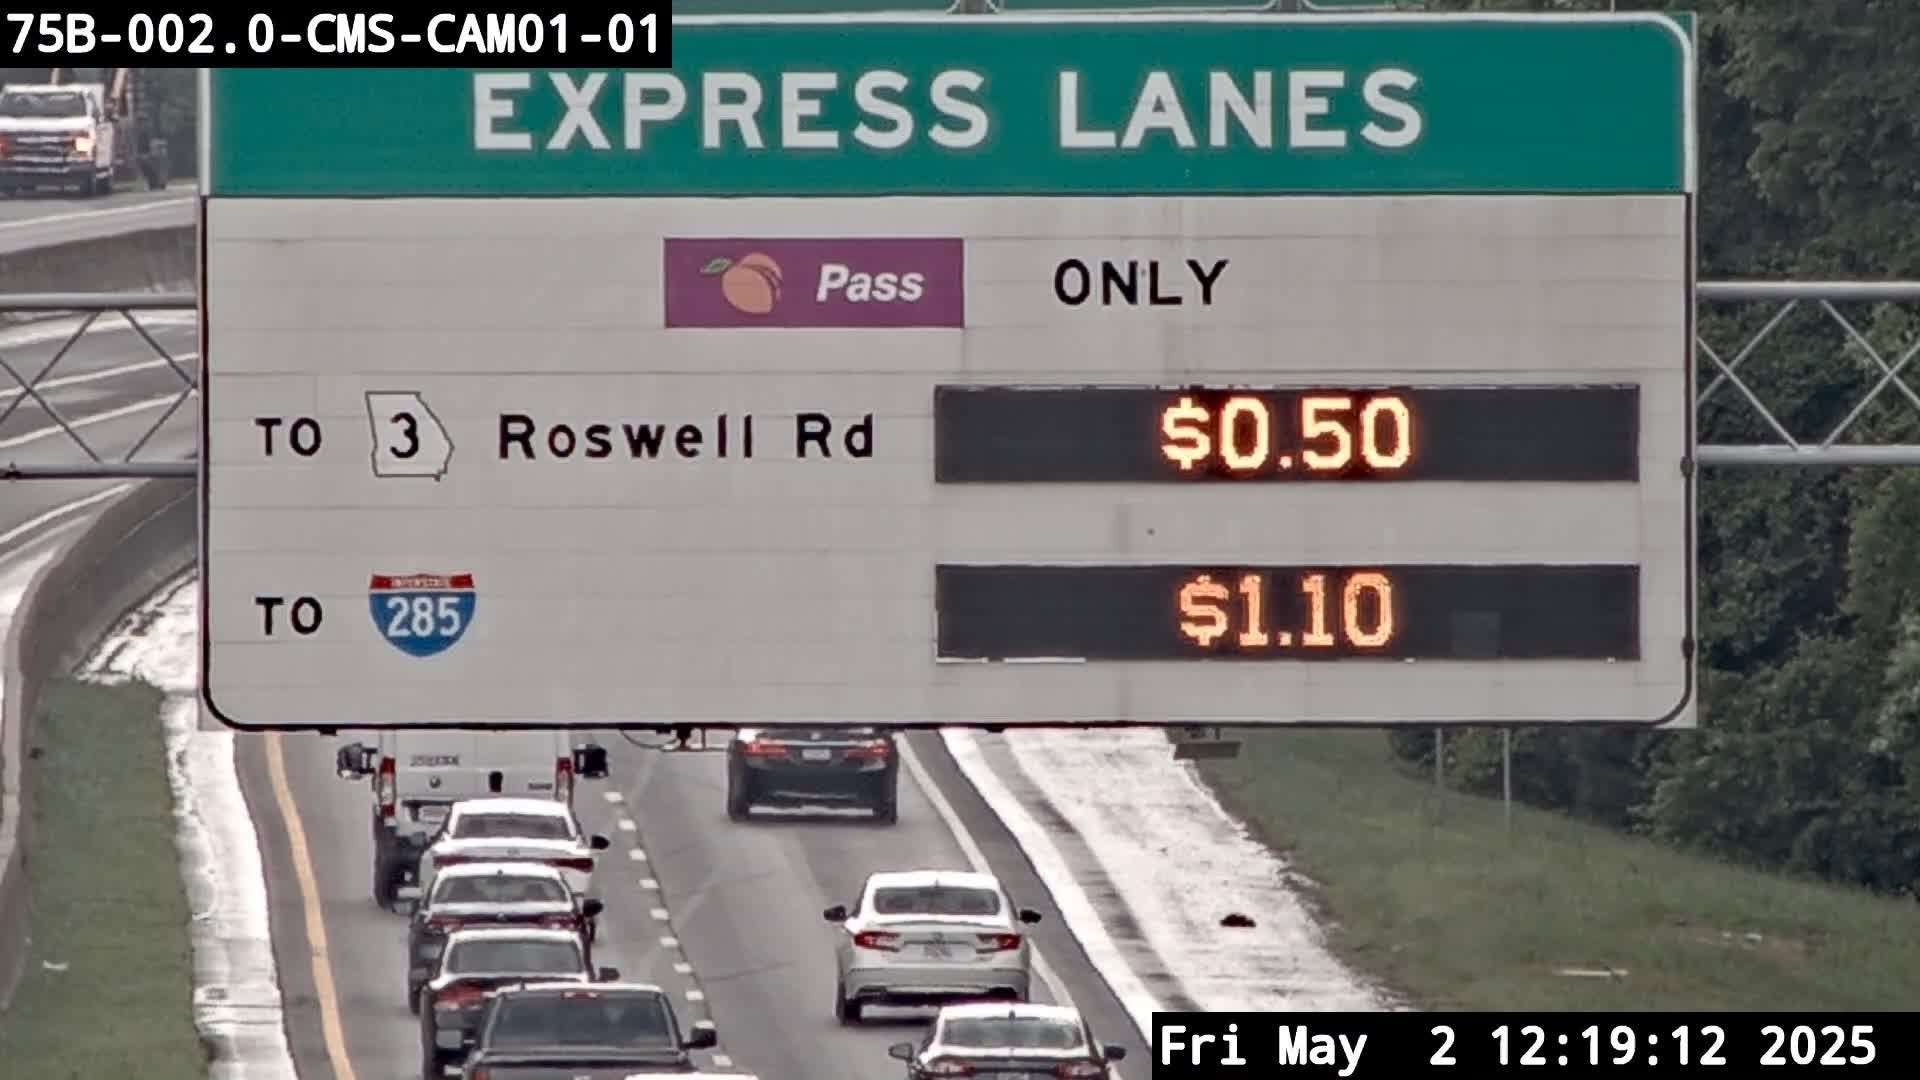 75B-002.0-CMS-CAM01-01
EXPRESS LANES
Pass ONLY
TO 3 Roswell Rd $0.50
INTERSTATE
TO 285 $1.10
Fri May 2 12:19:12 2025